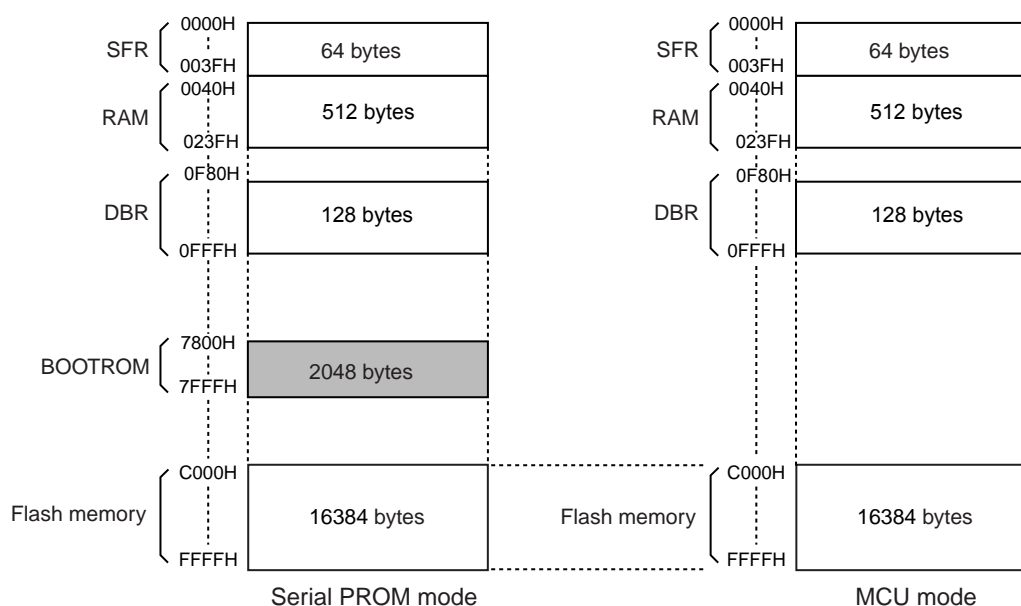 0000H
SFR
64 bytes
003FH
0040H
RAM
512 bytes
023FH
0F80H
DBR
128 bytes
0FFFH
7800H
BOOTROM
2048 bytes
7FFFH
C000H
Flash memory
16384 bytes
FFFFH
Serial PROM mode
0000H
SFR
64 bytes
003FH
0040H
RAM
512 bytes
023FH
0F80H
DBR
128 bytes
0FFFH
C000H
Flash memory
16384 bytes
FFFFH
MCU mode